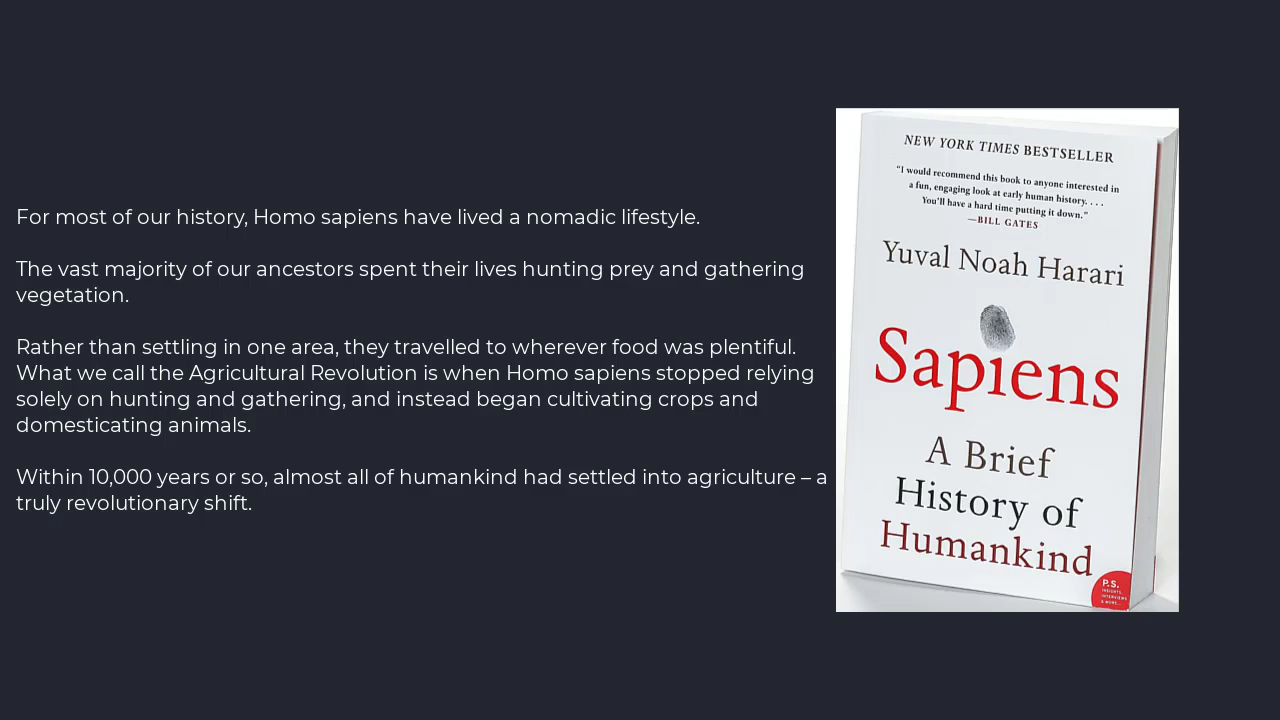 For most of our history, Homo sapiens have lived a nomadic lifestyle.
The vast majority of our ancestors spent their lives hunting prey and gathering
vegetation.
Rather than settling in one area, they travelled to wherever food was plentiful.
What we call the Agricultural Revolution is when Homo sapiens stopped relying
solely on hunting and gathering, and instead began cultivating crops and
domesticating animals.
Within 10,000 years or so, almost all of humankind had settled into agriculture – a
truly revolutionary shift.
NEW YORK TIMES BESTSELLER
"I would recommend this book to anyone interested in
a fun, engaging look at early human history. . . .
You'll have a hard time putting it down."
—BILL GATES
Yuval Noah Harari
Sapiens
A Brief
History of
Humankind
P.S.
INSIGHTS,
INTERVIEWS
& MORE...